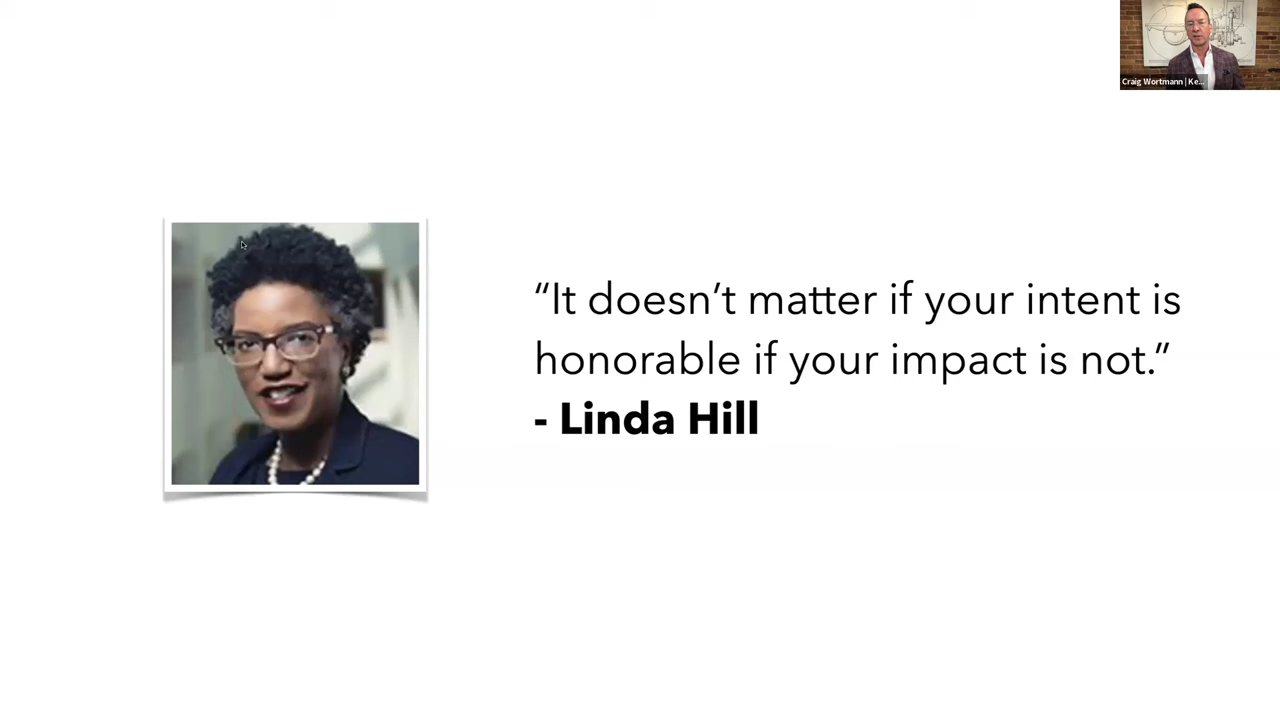 Craig Wortmann | Ke...
“It doesn’t matter if your intent is
honorable if your impact is not.”
- Linda Hill